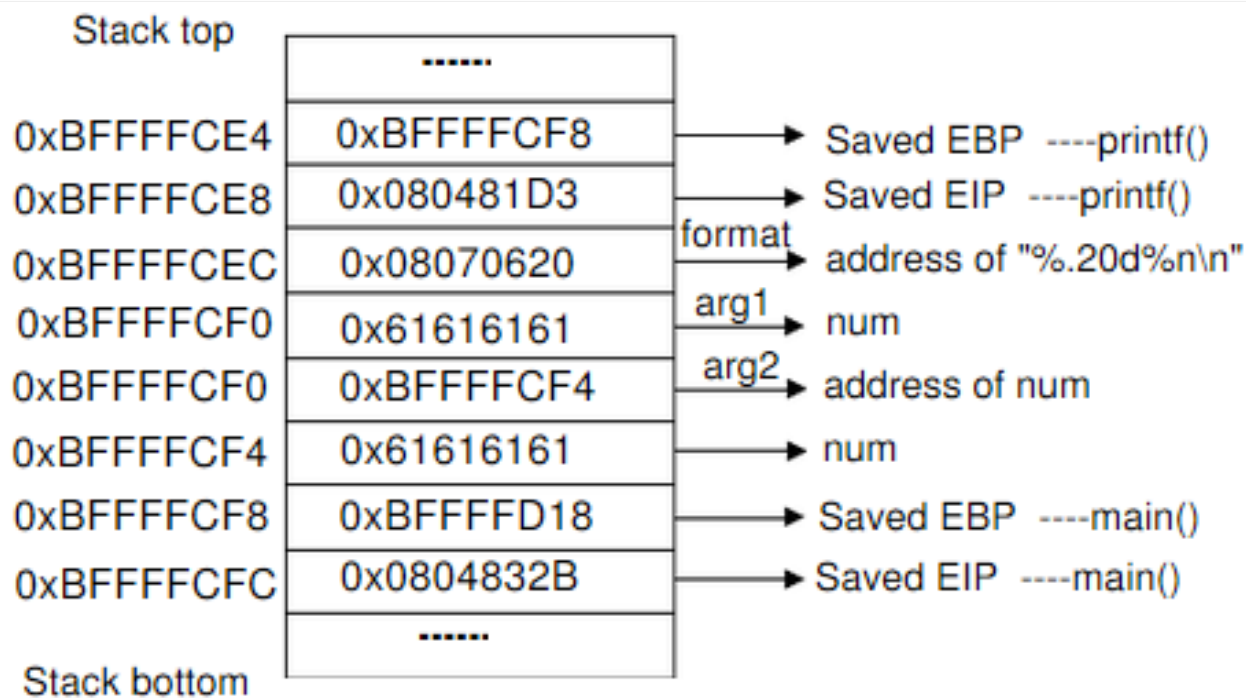 Stack top
------
0xBFFFFCE4 0xBFFFFCF8 Saved EBP ----printf()
0xBFFFFCE8 0x080481D3 Saved EIP ----printf()
0xBFFFFCEC 0x08070620 format address of "%.20d%n\n"
0xBFFFFCF0 0x61616161 arg1 num
0xBFFFFCF0 0xBFFFFCF4 arg2 address of num
0xBFFFFCF4 0x61616161 num
0xBFFFFCF8 0xBFFFFD18 Saved EBP ----main()
0xBFFFFCFC 0x0804832B Saved EIP ----main()
------
Stack bottom